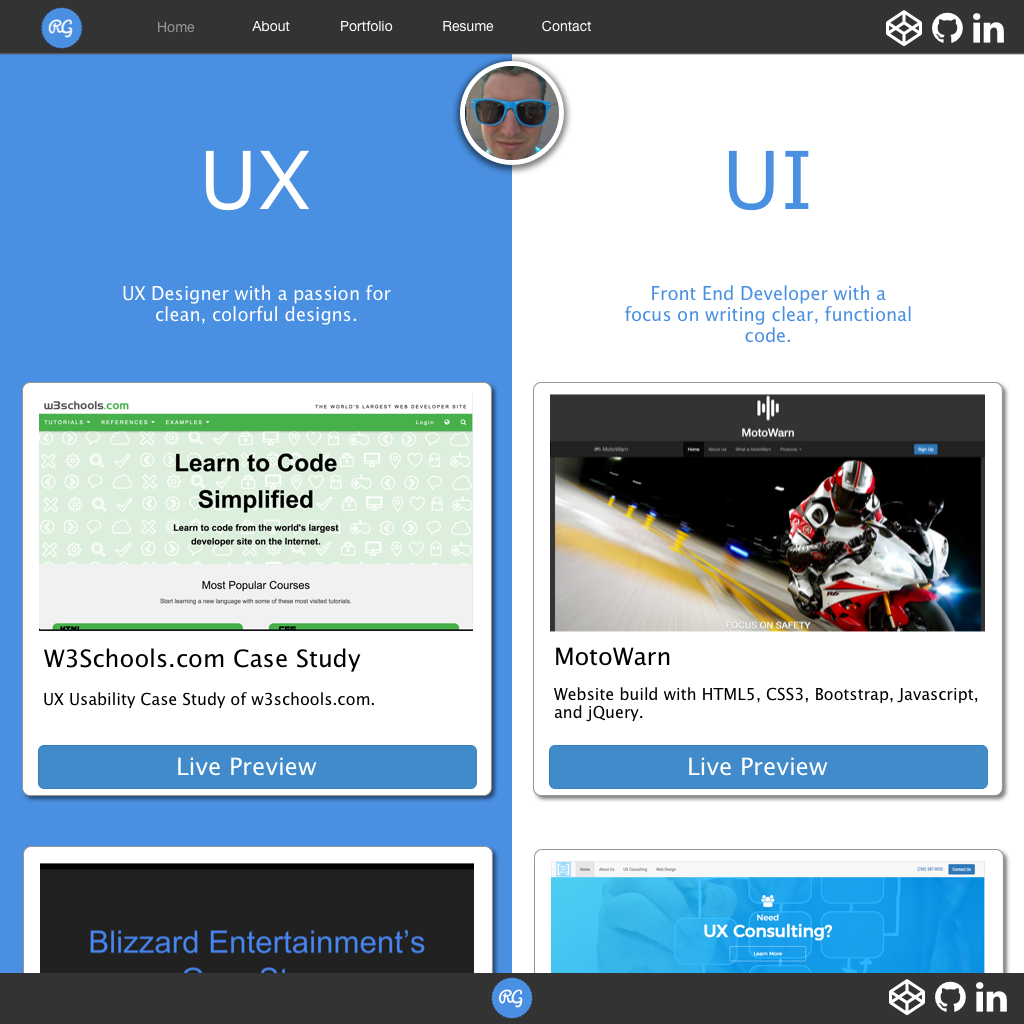 RG
Home
About
Portfolio
Resume
Contact
in
UX
UX Designer with a passion for
clean, colorful designs.
w3schools.com
THE WORLD'S LARGEST WEB DEVELOPER SITE
TUTORIALS
REFERENCES
EXAMPLES
Login
Learn to Code
Simplified
Learn to code from the world's largest
developer site on the Internet.
Most Popular Courses
Start learning a new language with some of these most visited tutorials.
W3Schools.com Case Study
UX Usability Case Study of w3schools.com.
Live Preview
Blizzard Entertainment's
UI
Front End Developer with a
focus on writing clear, functional
code.
MotoWarn
MotoWarn
Home
About Us
What is MotoWarn
Products
Sign Up
R6
FOCUS ON SAFETY
MotoWarn
Website build with HTML5, CSS3, Bootstrap, Javascript,
and jQuery.
Live Preview
Home
About Us
UX Consulting
Web Design
Contact Us
Need
UX Consulting?
Learn More
RG
in